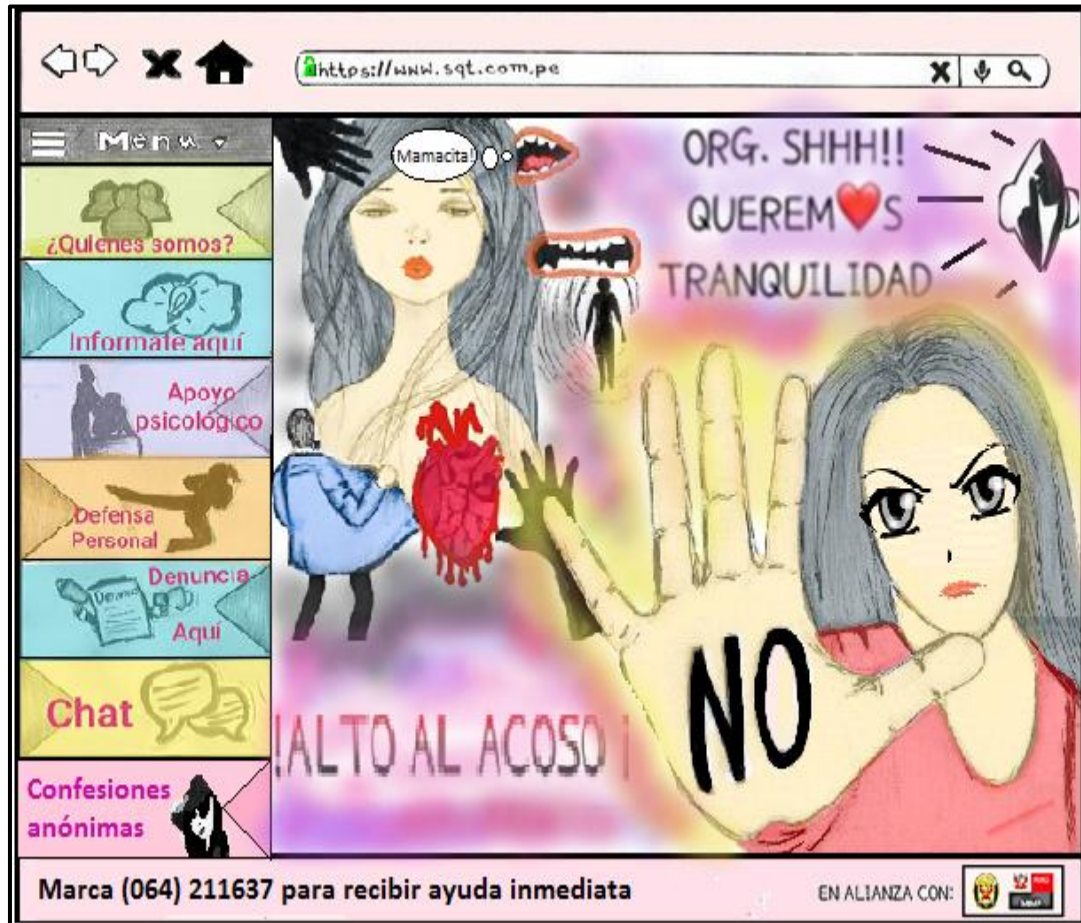 https://www.sqt.com.pe
Menu
¿Quienes somos?
Informate aquí
Apoyo
psicológico
Defensa
Personal
Denuncia
Aquí
Chat
Confesiones
anónimas
Mamacita!
ORG. SHHH!!
QUEREM❤S
TRANQUILIDAD
NO
!ALTO AL ACOSO ¡
Marca (064) 211637 para recibir ayuda inmediata
EN ALIANZA CON: